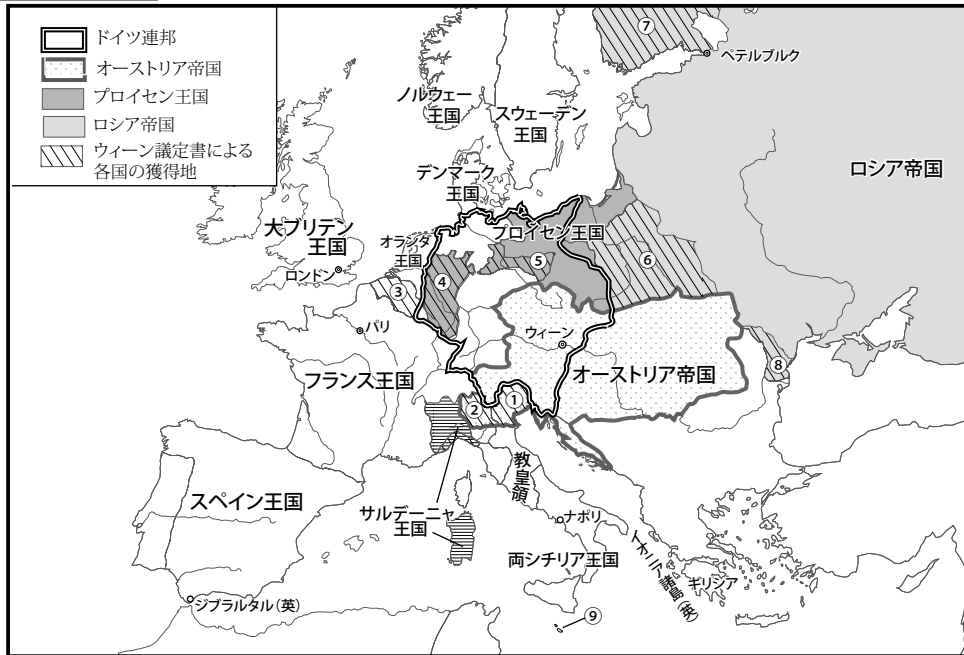 ドイツ連邦
オーストリア帝国
プロイセン王国
ロシア帝国
ウィーン議定書による
各国の獲得地
⑦
ペテルブルク
ノルウェー
王国
スウェーデン
王国
ロシア帝国
デンマーク
王国
大ブリテン
王国
ロンドン
オランダ
王国
プロイセン王国
⑤
⑥
④
③
パリ
ウィーン
フランス王国
オーストリア帝国
⑧
①
②
教皇領
スペイン王国
サルデーニャ
王国
ナポリ
両シチリア王国
イオニア諸島(英)
ギリシア
ジブラルタル(英)
⑨